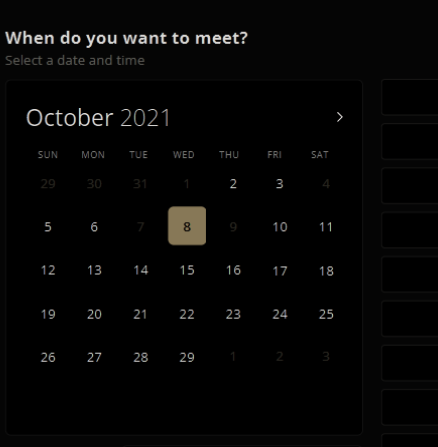 When do you want to meet?
Select a date and time
October 2021
SUN MON TUE WED THU FRI SAT
29 30 31 1 2 3 4
5 6 7 8 9 10 11
12 13 14 15 16 17 18
19 20 21 22 23 24 25
26 27 28 29 1 2 3